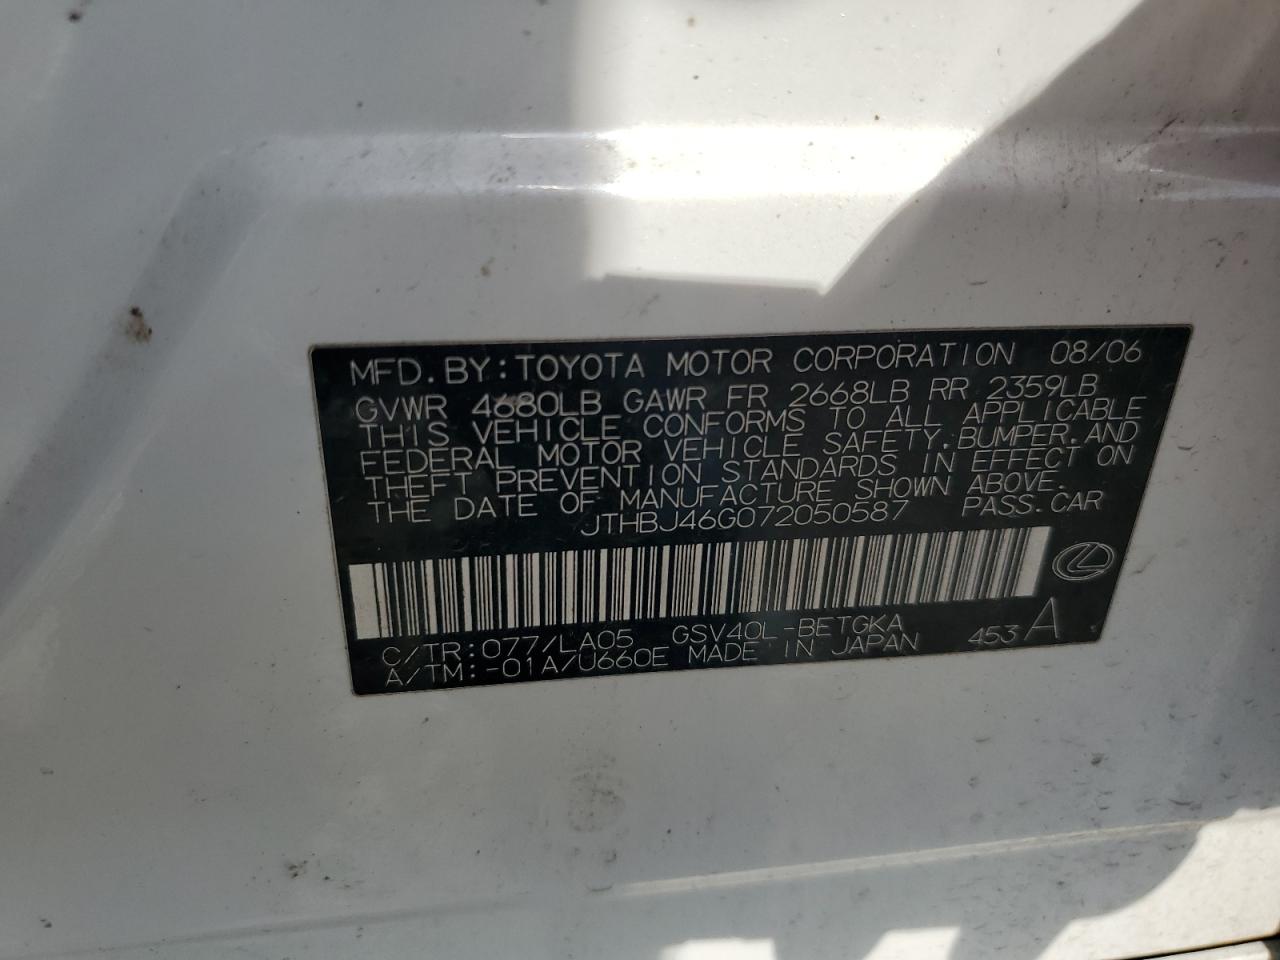 MFD. BY: TOYOTA MOTOR CORPORATION 08/06
GVWR 4680LB GAWR FR 2668LB RR 2359LB
THIS VEHICLE CONFORMS TO ALL APPLICABLE
FEDERAL MOTOR VEHICLE SAFETY, BUMPER, AND
THEFT PREVENTION STANDARDS IN EFFECT ON
THE DATE OF MANUFACTURE SHOWN ABOVE.
JTHBJ46G072050587 PASS. CAR
C/TR: 077/LA05 GSV40L-BETGKA
A/TM: -01A/U660E MADE IN JAPAN 453 A